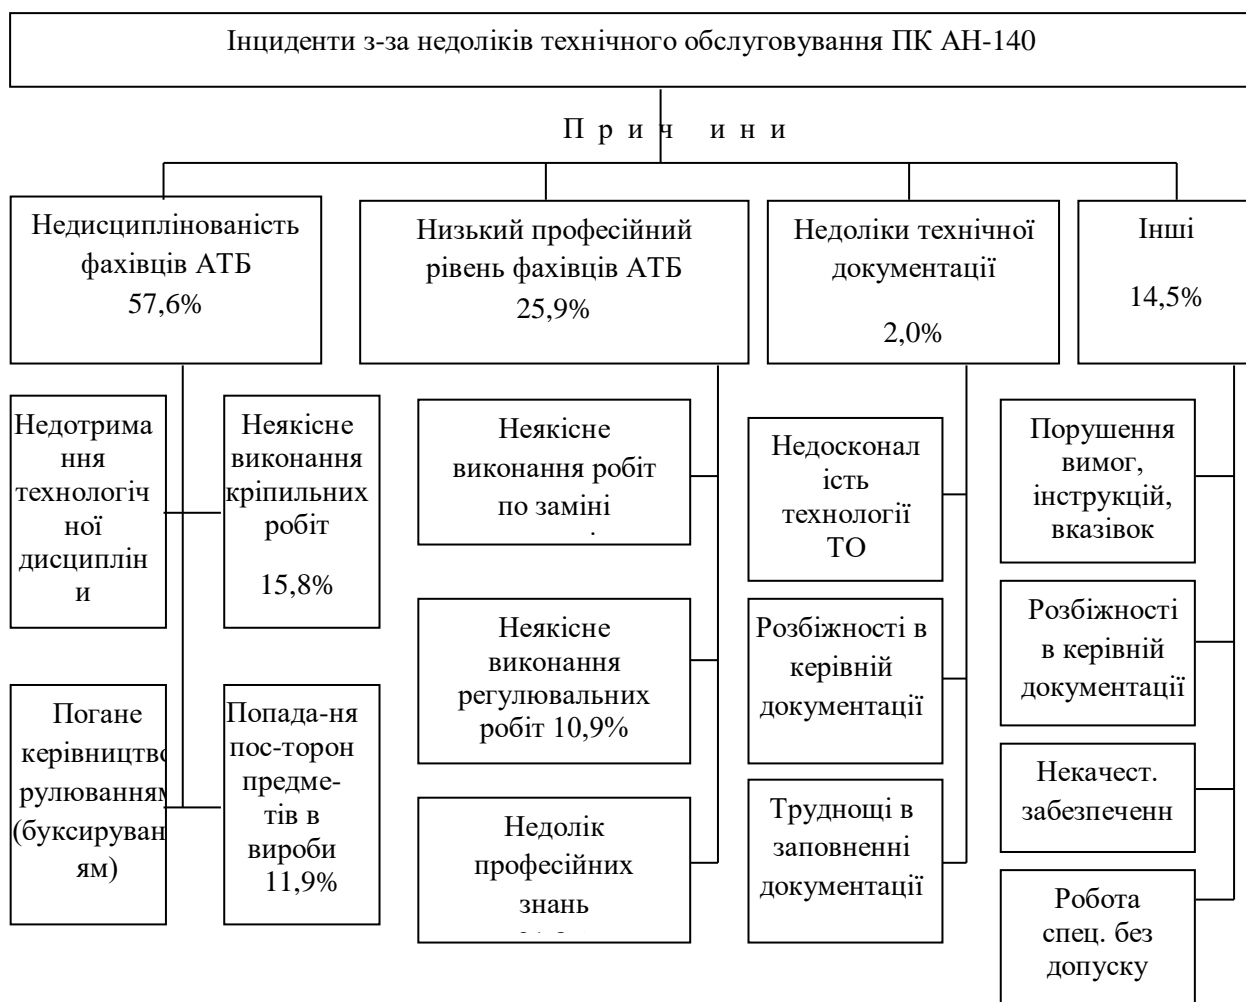 Інциденти з-за недоліків технічного обслуговування ПК АН-140
П р и ч и н и
Недисциплінованість
фахівців АТБ
57,6%
Низький професійний
рівень фахівців АТБ
25,9%
Недоліки технічної
документації
2,0%
Інші
14,5%
Недотрима
ння
технологіч
ної
дисциплін
и
Неякісне
виконання
кріпильних
робіт
15,8%
Погане
керівництво
рулюванням
(буксируван
ям)
Попада-ня
пос-торон
предме-
тів в
вироби
11,9%
Неякісне
виконання робіт
по заміні
Неякісне
виконання
регулювальних
робіт 10,9%
Недолік
професійних
знань
Недосконал
ість
технології
ТО
Розбіжності в
керівній
документації
Труднощі в
заповненні
документації
Порушення
вимог,
інструкцій,
вказівок
Розбіжності
в керівній
документації
Некачест.
забезпеченн
Робота
спец. без
допуску